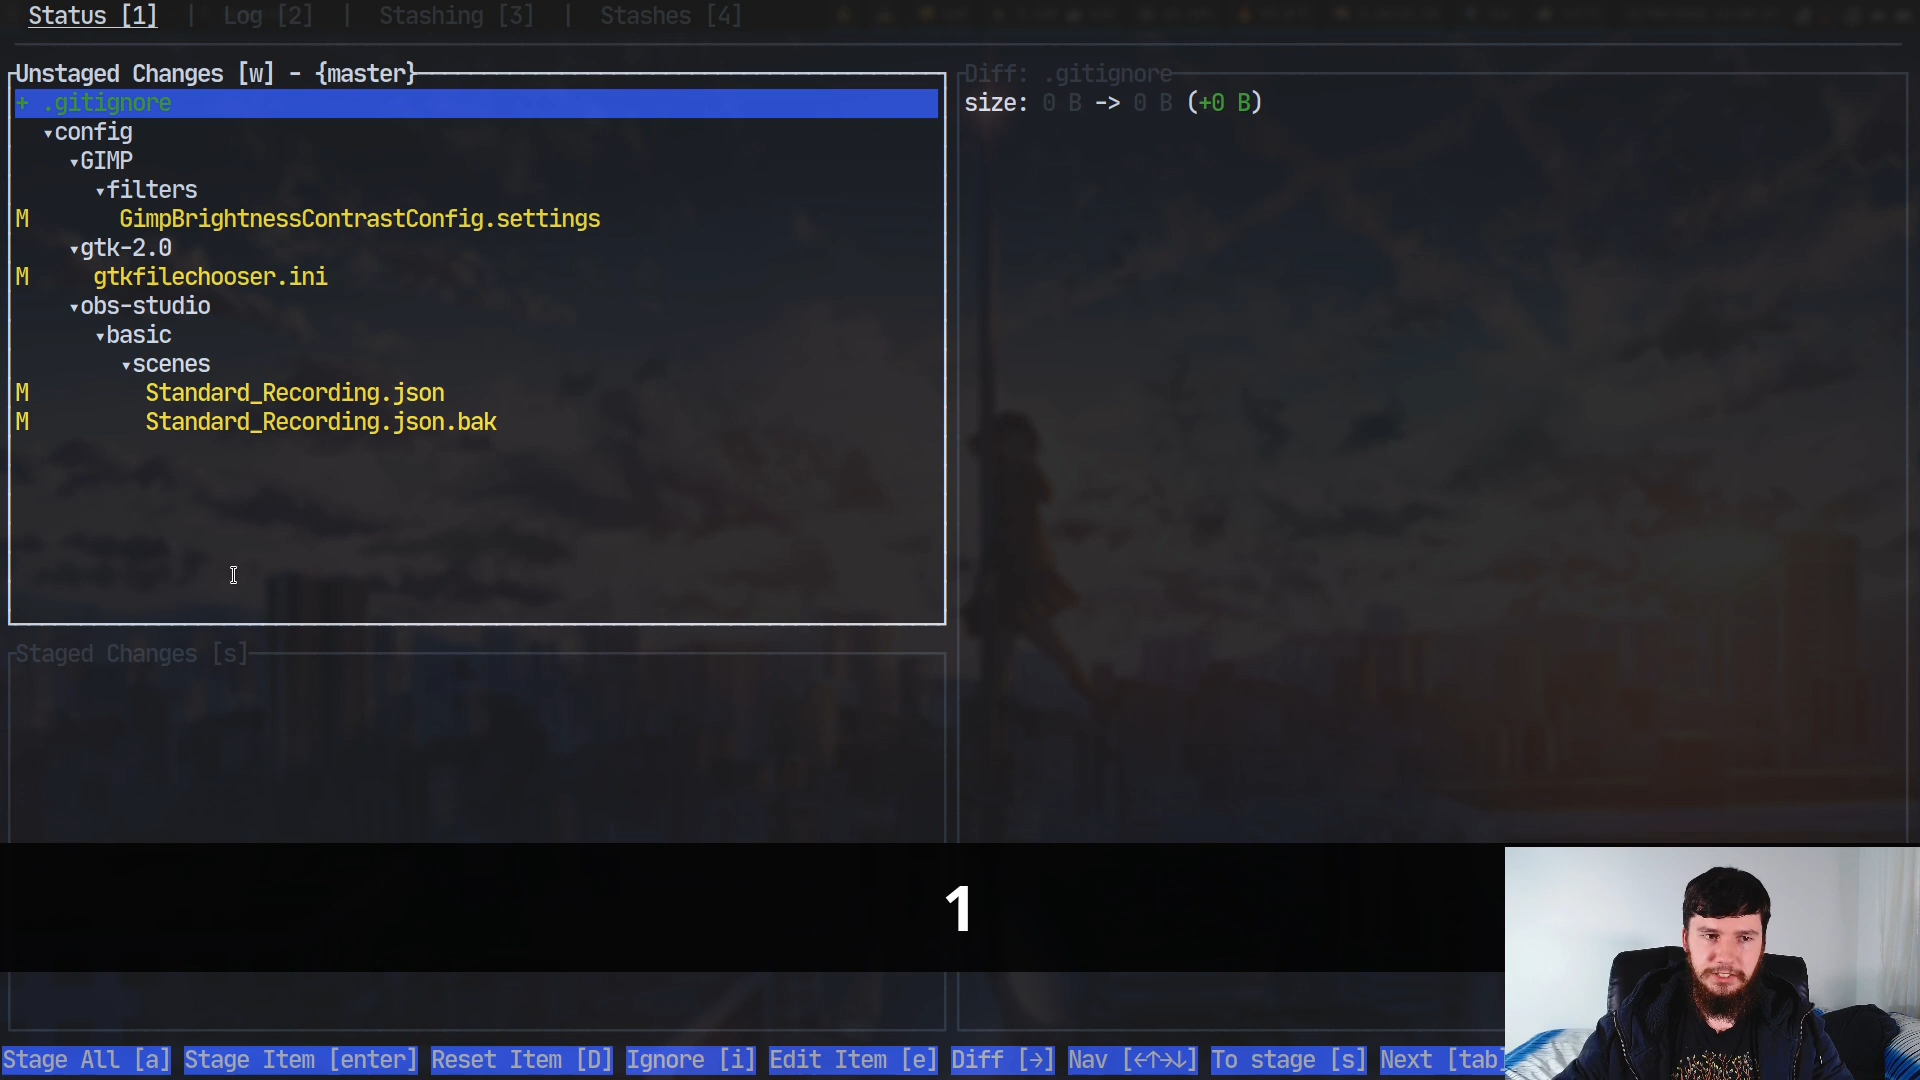 Status [1] | Log [2] | Stashing [3] | Stashes [4]
Unstaged Changes [w] - {master}
+ .gitignore
▾config
▾GIMP
▾filters
M GimpBrightnessContrastConfig.settings
▾gtk-2.0
M gtkfilechooser.ini
▾obs-studio
▾basic
▾scenes
M Standard_Recording.json
M Standard_Recording.json.bak
Diff: .gitignore
size: 0 B -> 0 B (+0 B)
Staged Changes [s]
1
Stage All [a] Stage Item [enter] Reset Item [D] Ignore [i] Edit Item [e] Diff [→] Nav [←↑→↓] To stage [s] Next [tab]